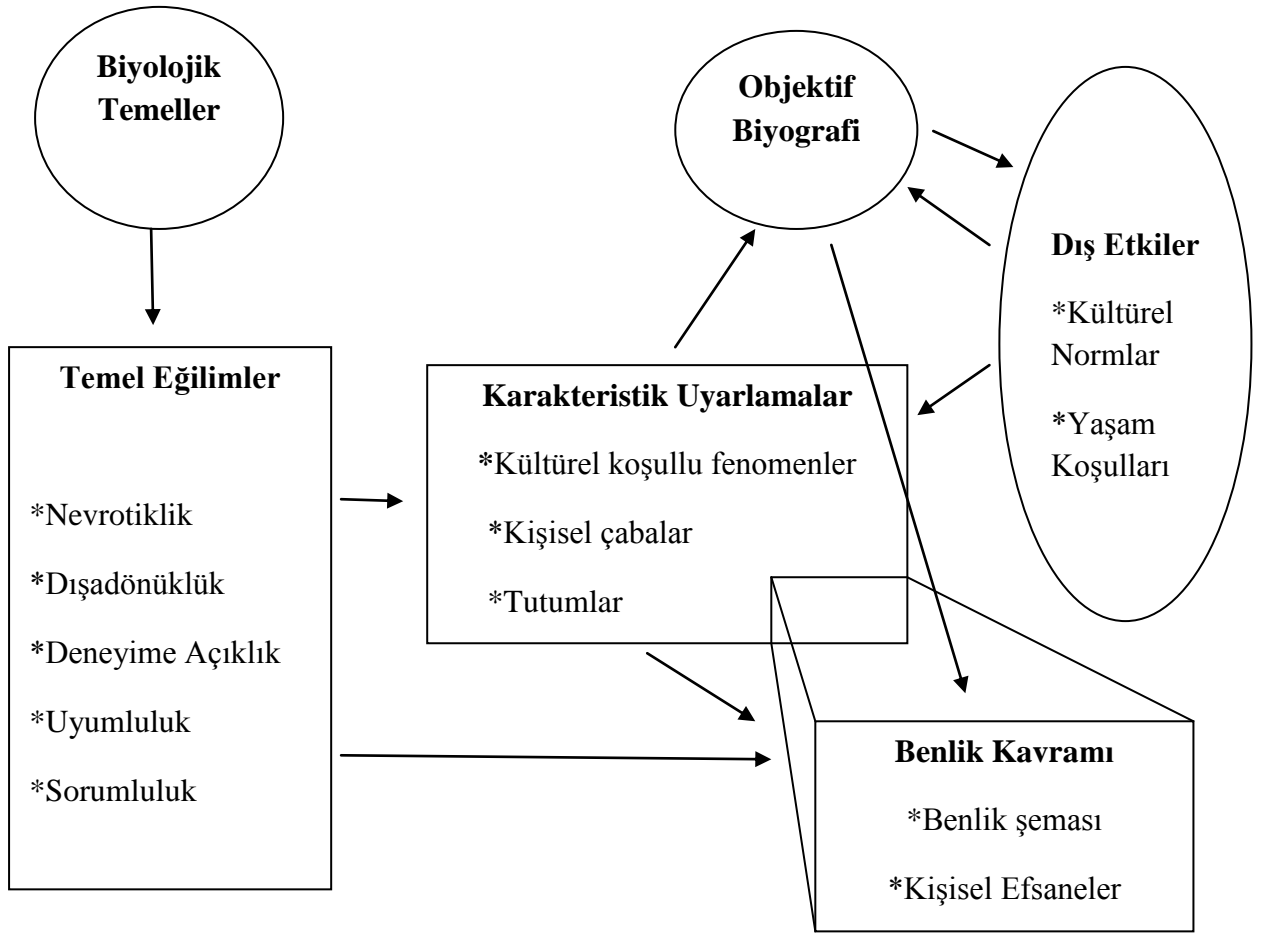 Biyolojik
Temeller
Objektif
Biyografi
Dış Etkiler
*Kültürel
Normlar
*Yaşam
Koşulları
Temel Eğilimler
*Nevrotiklik
*Dışadönüklük
*Deneyime Açıklık
*Uyumluluk
*Sorumluluk
Karakteristik Uyarlamalar
*Kültürel koşullu fenomenler
*Kişisel çabalar
*Tutumlar
Benlik Kavramı
*Benlik şeması
*Kişisel Efsaneler